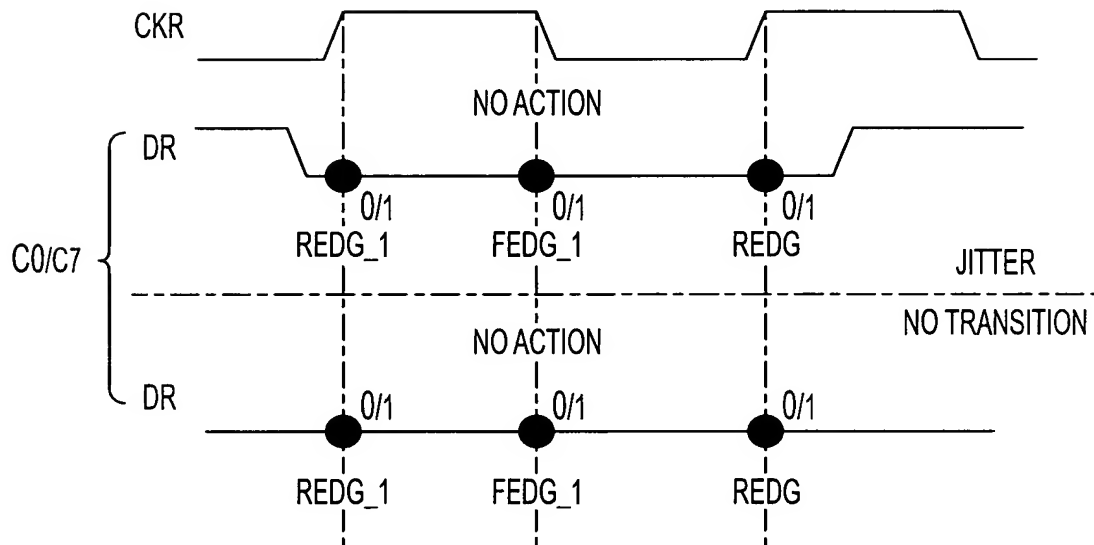 CKR
NO ACTION
DR
0/1 0/1 0/1
REDG_1 FEDG_1 REDG
C0/C7
JITTER
NO TRANSITION
NO ACTION
DR
0/1 0/1 0/1
REDG_1 FEDG_1 REDG